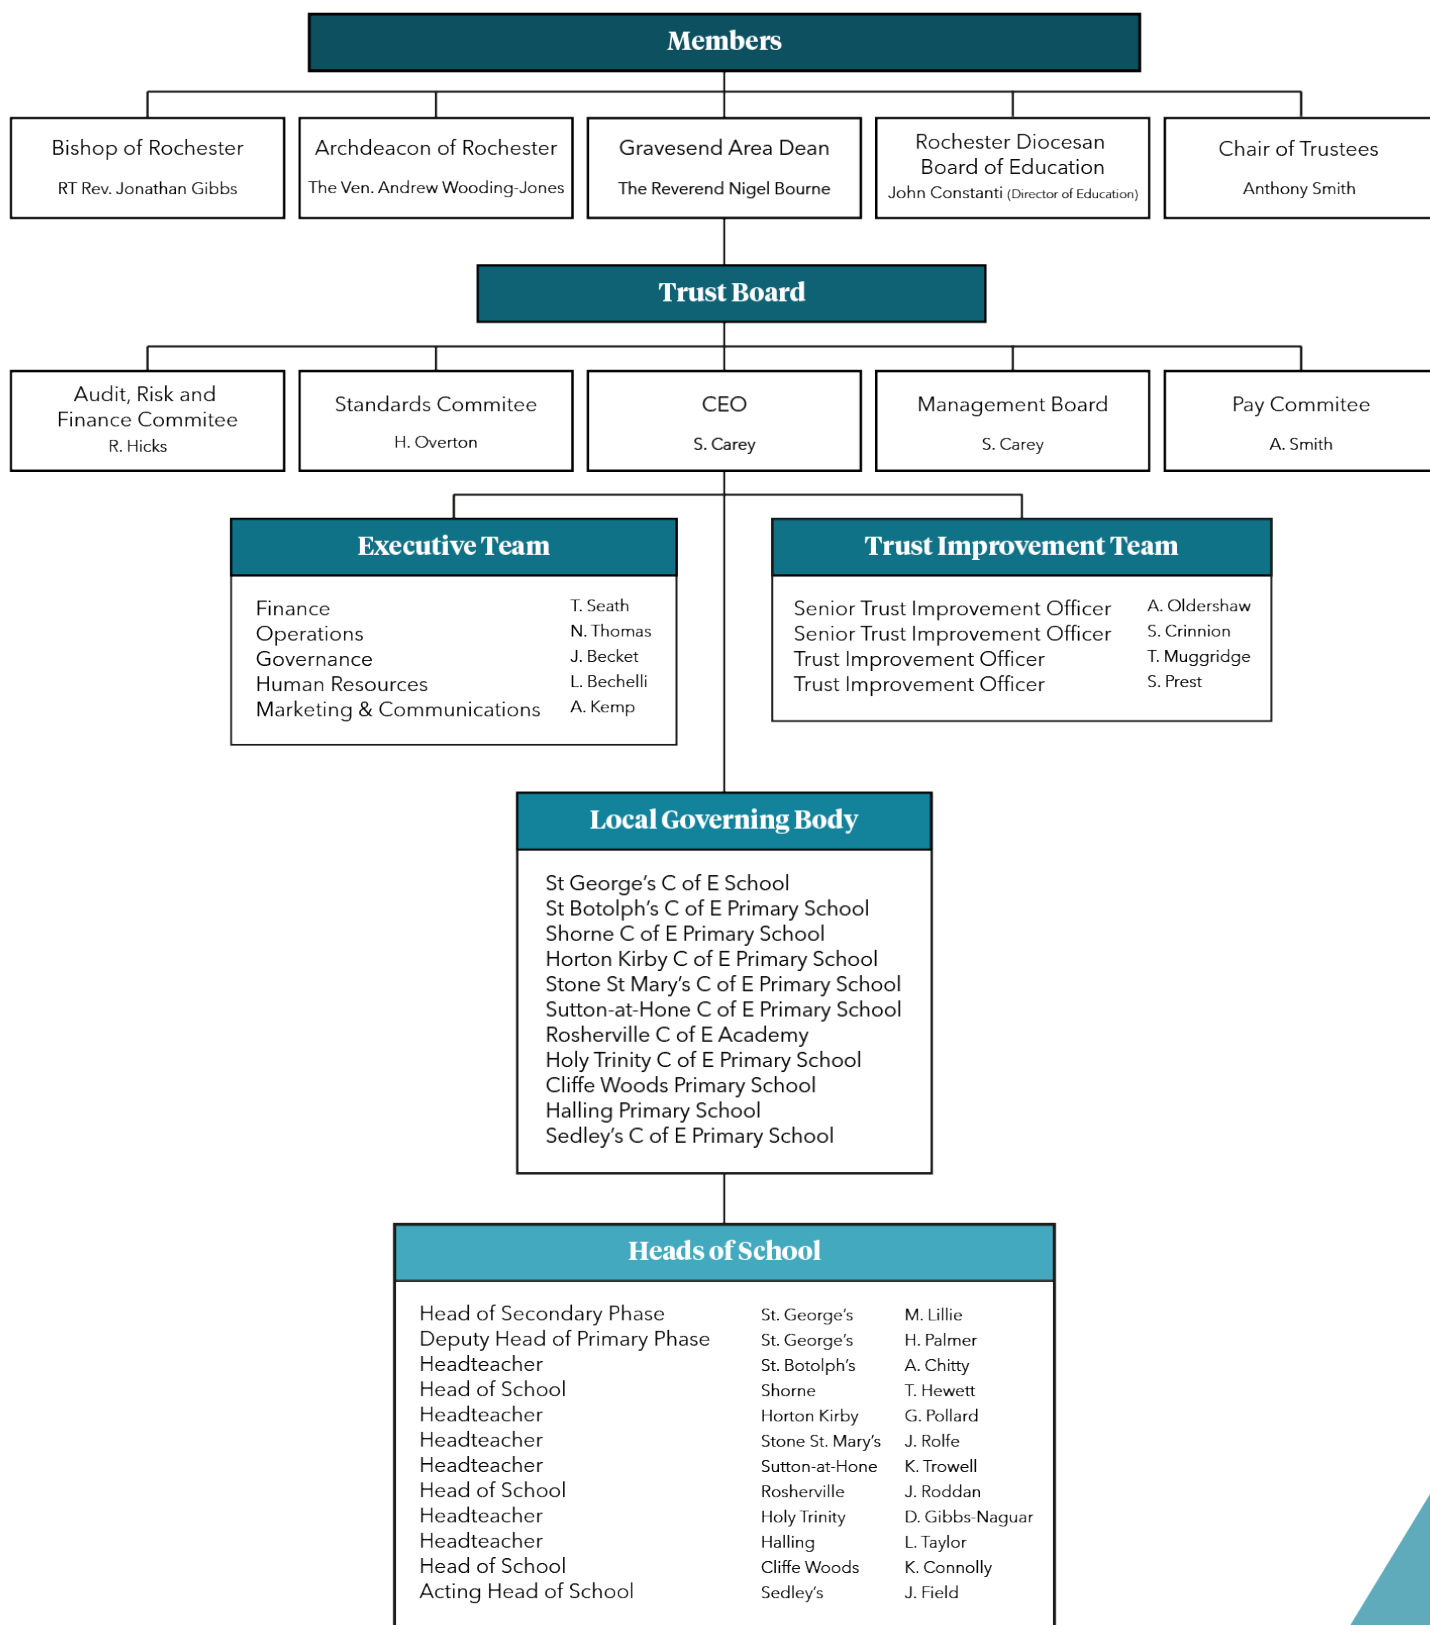 Members
Bishop of Rochester
RT Rev. Jonathan Gibbs
Archdeacon of Rochester
The Ven. Andrew Wooding-Jones
Gravesend Area Dean
The Reverend Nigel Bourne
Rochester Diocesan
Board of Education
John Constanti (Director of Education)
Chair of Trustees
Anthony Smith
Trust Board
Audit, Risk and
Finance Commitee
R. Hicks
Standards Commitee
H. Overton
CEO
S. Carey
Management Board
S. Carey
Pay Commitee
A. Smith
Executive Team
Finance T. Seath
Operations N. Thomas
Governance J. Becket
Human Resources L. Bechelli
Marketing & Communications A. Kemp
Trust Improvement Team
Senior Trust Improvement Officer A. Oldershaw
Senior Trust Improvement Officer S. Crinnion
Trust Improvement Officer T. Muggridge
Trust Improvement Officer S. Prest
Local Governing Body
St George's C of E School
St Botolph's C of E Primary School
Shorne C of E Primary School
Horton Kirby C of E Primary School
Stone St Mary's C of E Primary School
Sutton-at-Hone C of E Primary School
Rosherville C of E Academy
Holy Trinity C of E Primary School
Cliffe Woods Primary School
Halling Primary School
Sedley's C of E Primary School
Heads of School
Head of Secondary Phase St. George's M. Lillie
Deputy Head of Primary Phase St. George's H. Palmer
Headteacher St. Botolph's A. Chitty
Head of School Shorne T. Hewett
Headteacher Horton Kirby G. Pollard
Headteacher Stone St. Mary's J. Rolfe
Headteacher Sutton-at-Hone K. Trowell
Head of School Rosherville J. Roddan
Headteacher Holy Trinity D. Gibbs-Naguar
Headteacher Halling L. Taylor
Head of School Cliffe Woods K. Connolly
Acting Head of School Sedley's J. Field